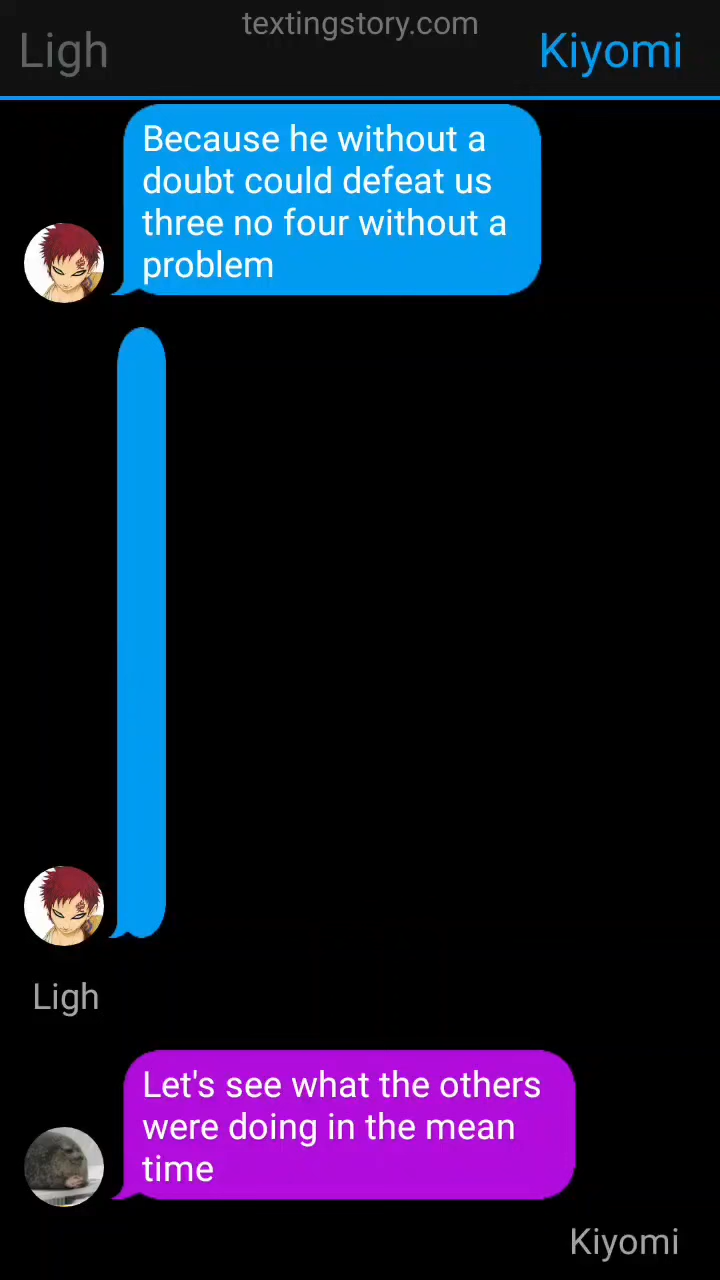 textingstory.com
Ligh
Kiyomi
Because he without a
doubt could defeat us
three no four without a
problem
Ligh
Let's see what the others
were doing in the mean
time
Kiyomi